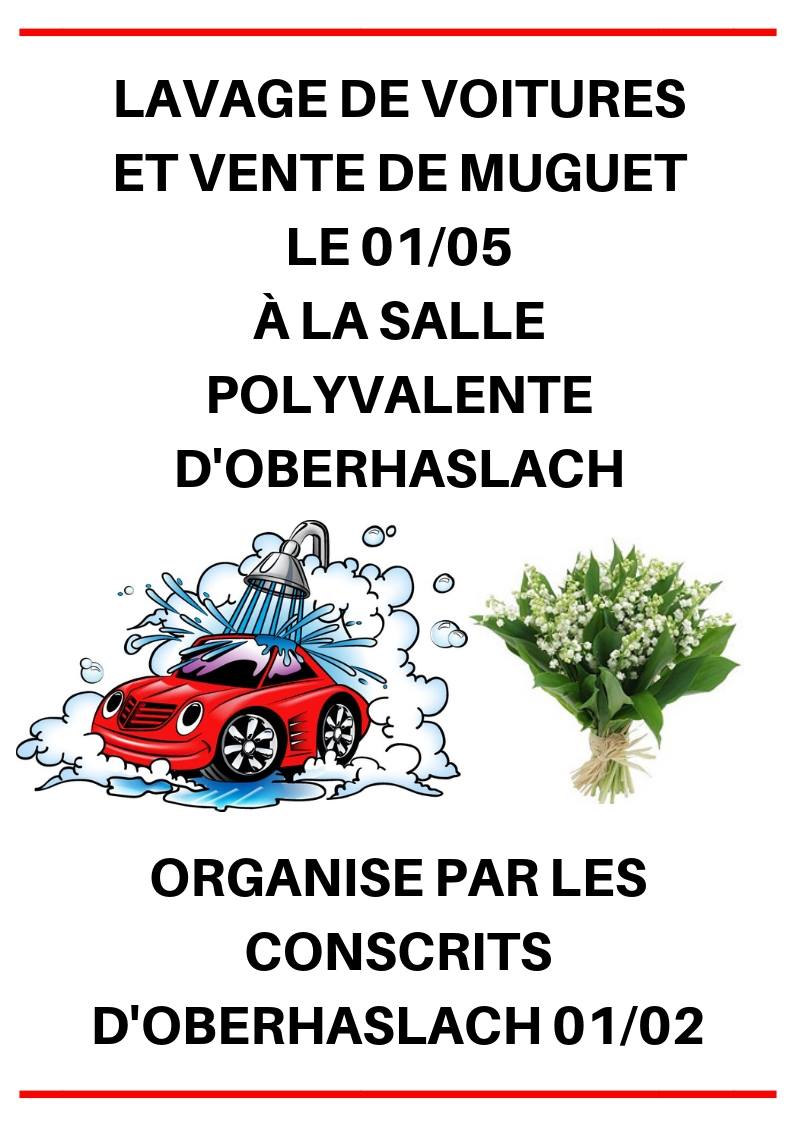 LAVAGE DE VOITURES
ET VENTE DE MUGUET
LE 01/05
À LA SALLE
POLYVALENTE
D'OBERHASLACH
ORGANISE PAR LES
CONSCRITS
D'OBERHASLACH 01/02